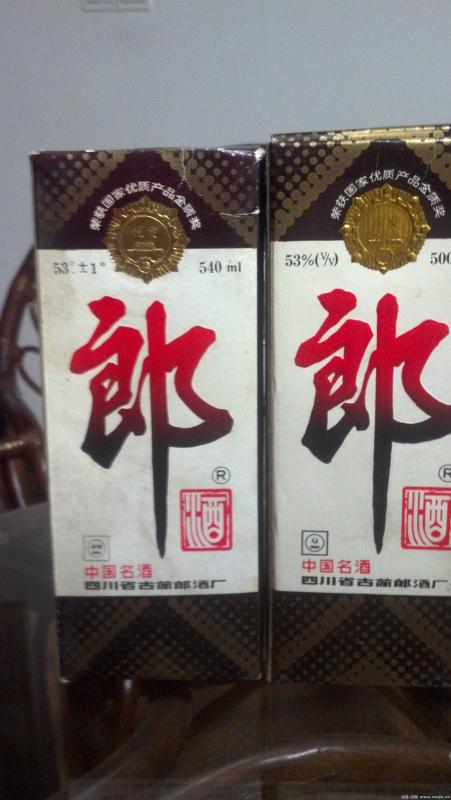 荣获国家优质产品金质奖
53°±1° 540 ml
郎
®
酒
中国名酒
四川省古蔺郎酒厂
荣获国家优质产品金质奖
53%(V/V) 500
郎
®
酒
中国名酒
四川省古蔺郎酒厂